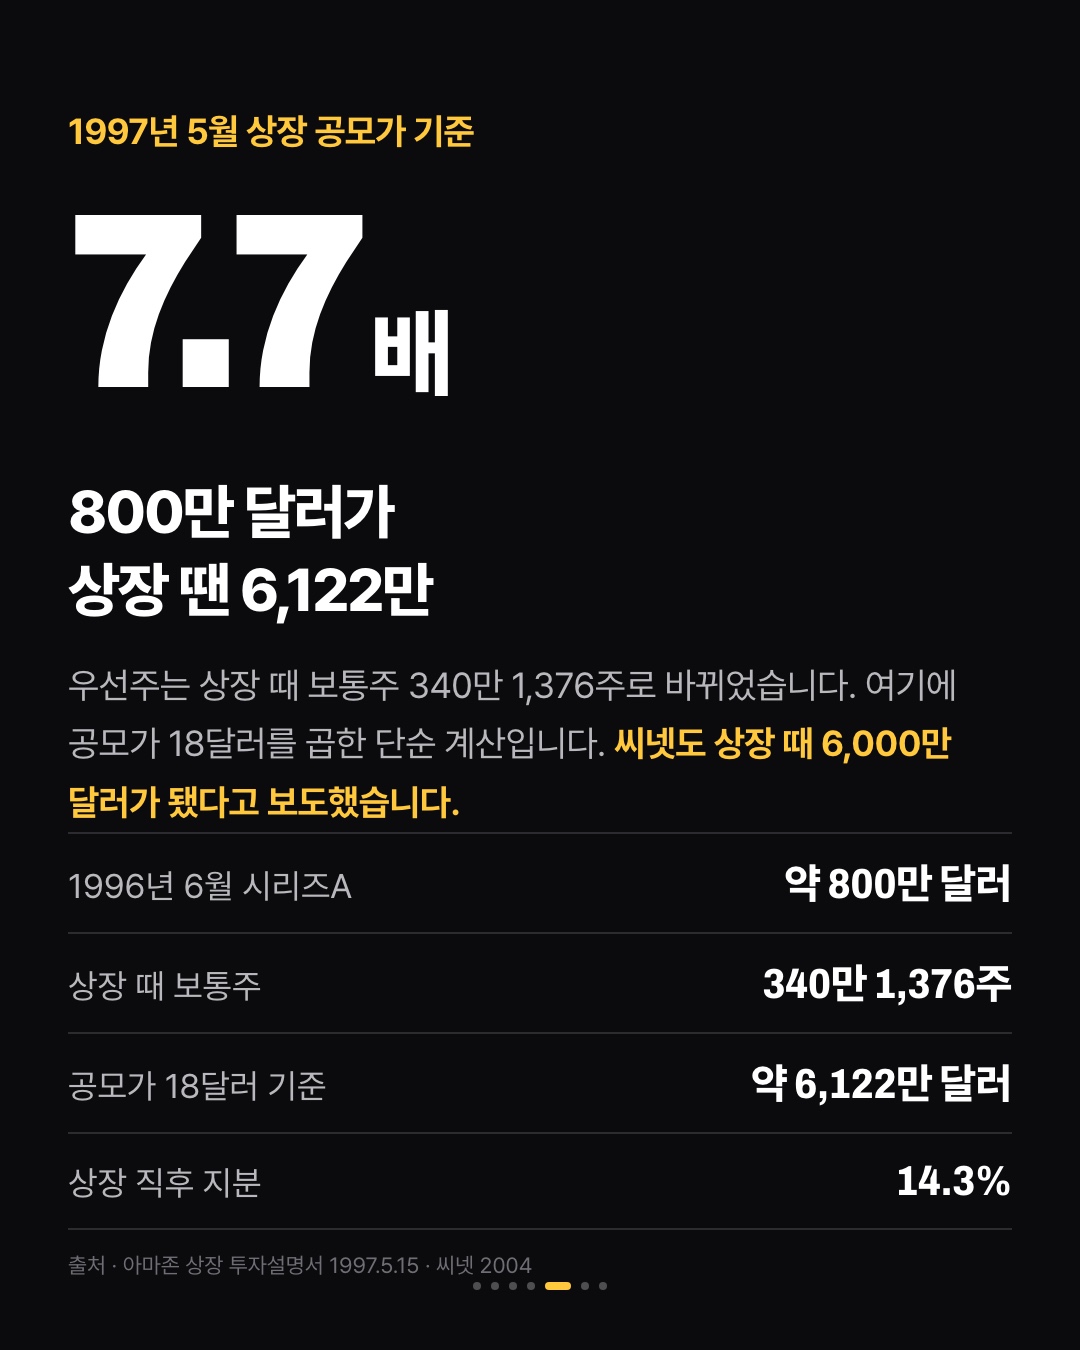 1997년 5월 상장 공모가 기준
7.7배
800만 달러가
상장 땐 6,122만
우선주는 상장 때 보통주 340만 1,376주로 바뀌었습니다. 여기에
공모가 18달러를 곱한 단순 계산입니다. 씨넷도 상장 때 6,000만
달러가 됐다고 보도했습니다.
1996년 6월 시리즈A 약 800만 달러
상장 때 보통주 340만 1,376주
공모가 18달러 기준 약 6,122만 달러
상장 직후 지분 14.3%
출처 · 아마존 상장 투자설명서 1997.5.15 · 씨넷 2004